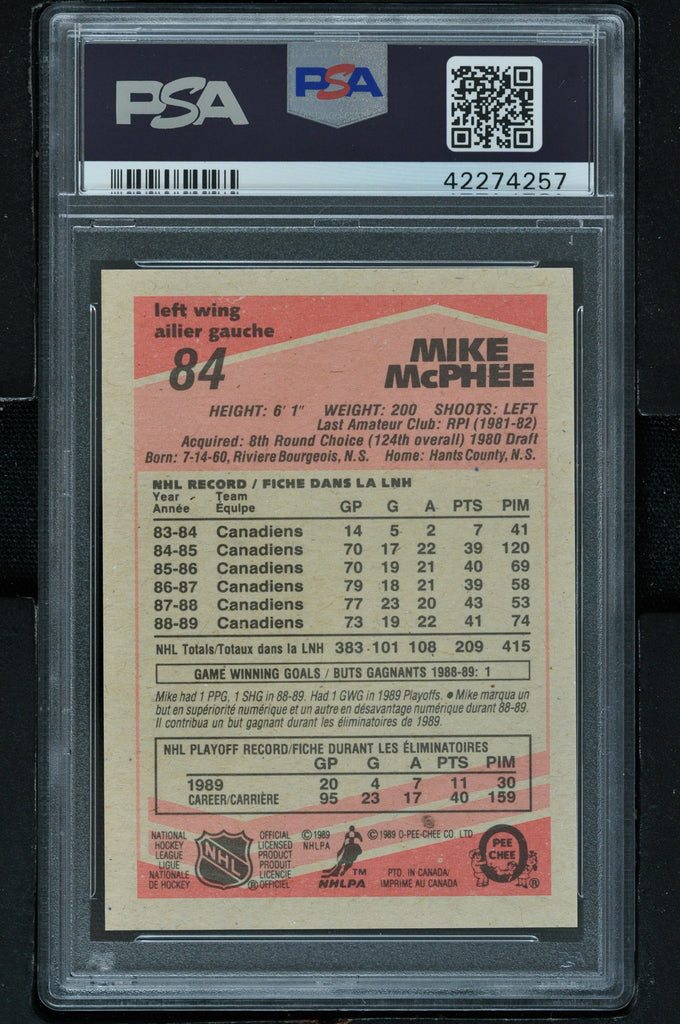 PSA
PSA
42274257
left wing
ailier gauche
84
MIKE
McPHEE
HEIGHT: 6' 1" WEIGHT: 200 SHOOTS: LEFT
Last Amateur Club: RPI (1981-82)
Acquired: 8th Round Choice (124th overall) 1980 Draft
Born: 7-14-60, Riviere Bourgeois, N.S. Home: Hants County, N.S.
NHL RECORD / FICHE DANS LA LNH
Year Team
Année Équipe GP G A PTS PIM
83-84 Canadiens 14 5 2 7 41
84-85 Canadiens 70 17 22 39 120
85-86 Canadiens 70 19 21 40 69
86-87 Canadiens 79 18 21 39 58
87-88 Canadiens 77 23 20 43 53
88-89 Canadiens 73 19 22 41 74
NHL Totals/Totaux dans la LNH 383 101 108 209 415
GAME WINNING GOALS / BUTS GAGNANTS 1988-89: 1
Mike had 1 PPG, 1 SHG in 88-89. Had 1 GWG in 1989 Playoffs. ● Mike marqua un
but en supériorité numérique et un autre en désavantage numérique durant 88-89.
Il contribua un but gagnant durant les éliminatoires de 1989.
NHL PLAYOFF RECORD/FICHE DURANT LES ÉLIMINATOIRES
GP G A PTS PIM
1989 20 4 7 11 30
CAREER/CARRIÈRE 95 23 17 40 159
NATIONAL
HOCKEY
LEAGUE
LIGUE
NATIONALE
DE HOCKEY
NHL
®
OFFICIAL
LICENSED
PRODUCT
PRODUIT
LICENCIE
OFFICIEL
©1989
NHLPA
TM
NHLPA
©1989 O-PEE-CHEE CO. LTD.
PTD. IN CANADA/
IMPRIME AU CANADA
PEE
CHEE
®